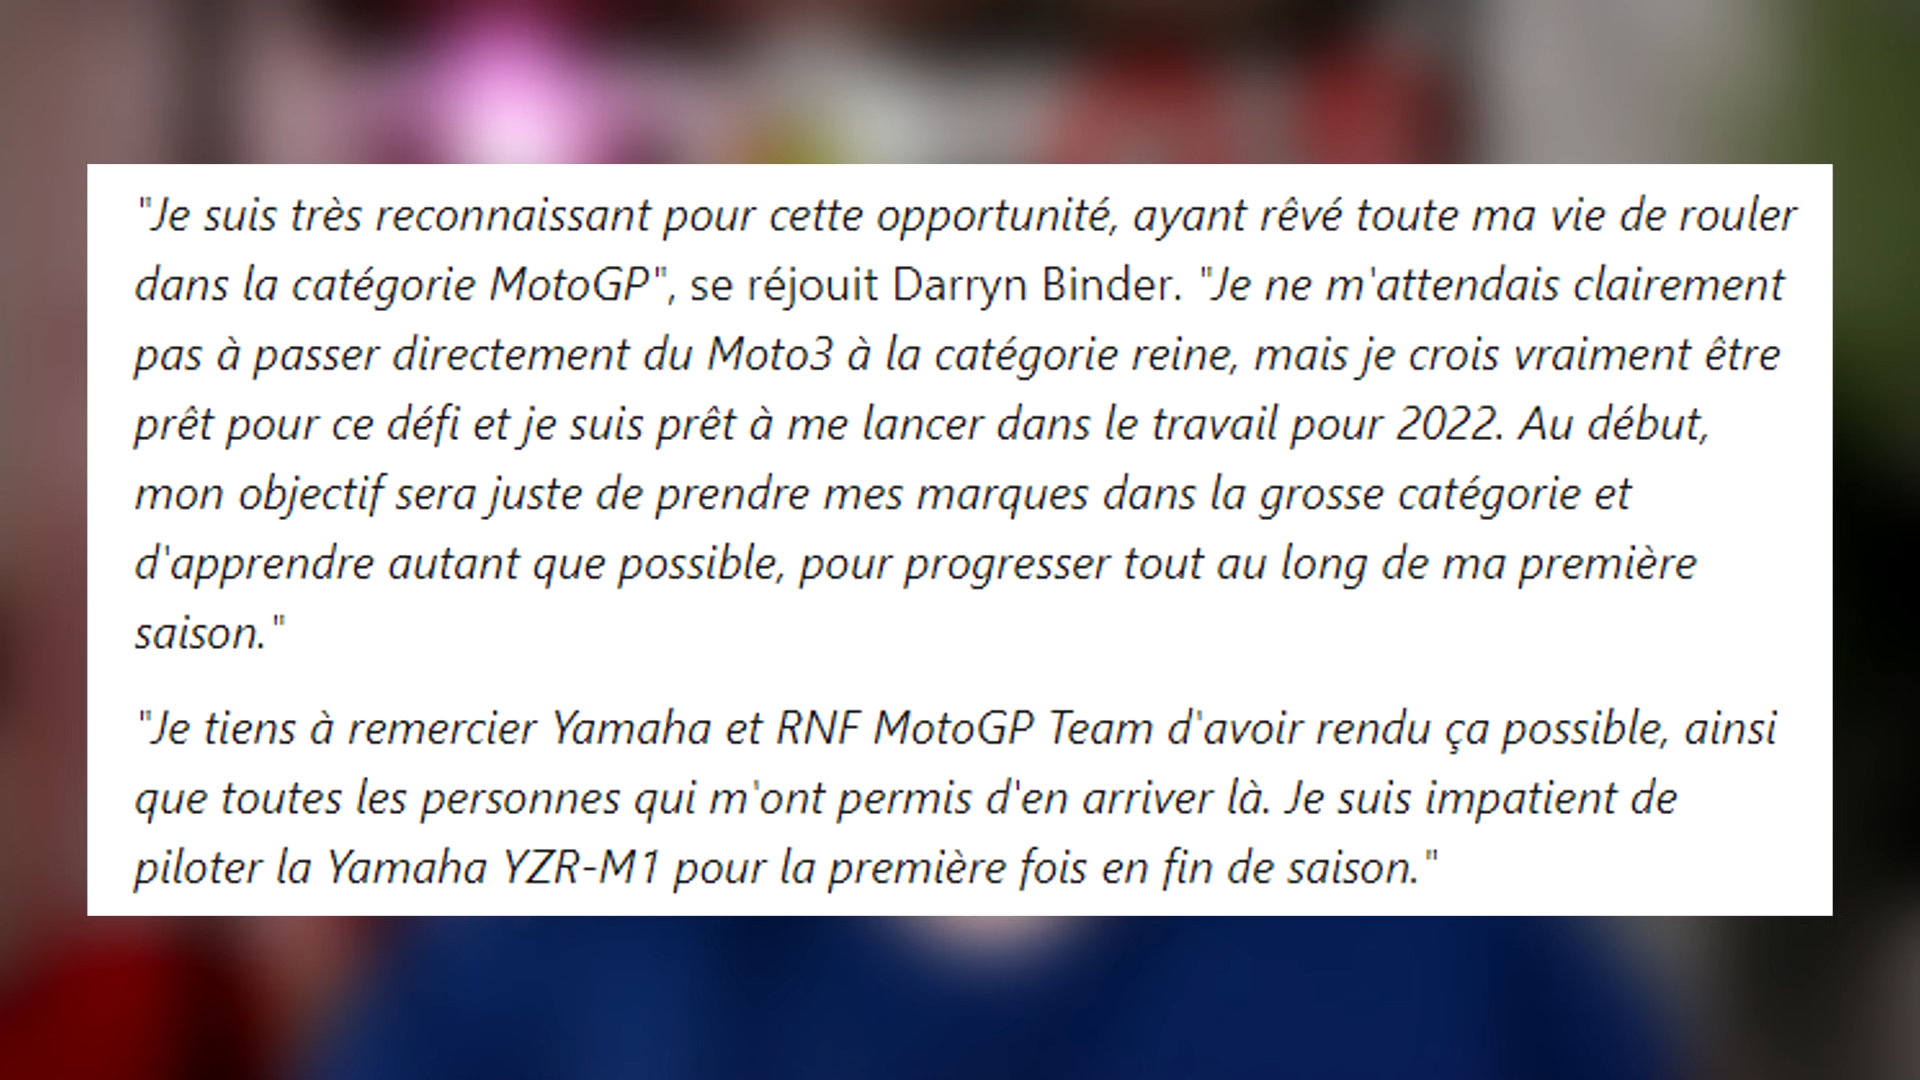 "Je suis très reconnaissant pour cette opportunité, ayant rêvé toute ma vie de rouler
dans la catégorie MotoGP", se réjouit Darryn Binder. "Je ne m'attendais clairement
pas à passer directement du Moto3 à la catégorie reine, mais je crois vraiment être
prêt pour ce défi et je suis prêt à me lancer dans le travail pour 2022. Au début,
mon objectif sera juste de prendre mes marques dans la grosse catégorie et
d'apprendre autant que possible, pour progresser tout au long de ma première
saison."
"Je tiens à remercier Yamaha et RNF MotoGP Team d'avoir rendu ça possible, ainsi
que toutes les personnes qui m'ont permis d'en arriver là. Je suis impatient de
piloter la Yamaha YZR-M1 pour la première fois en fin de saison."